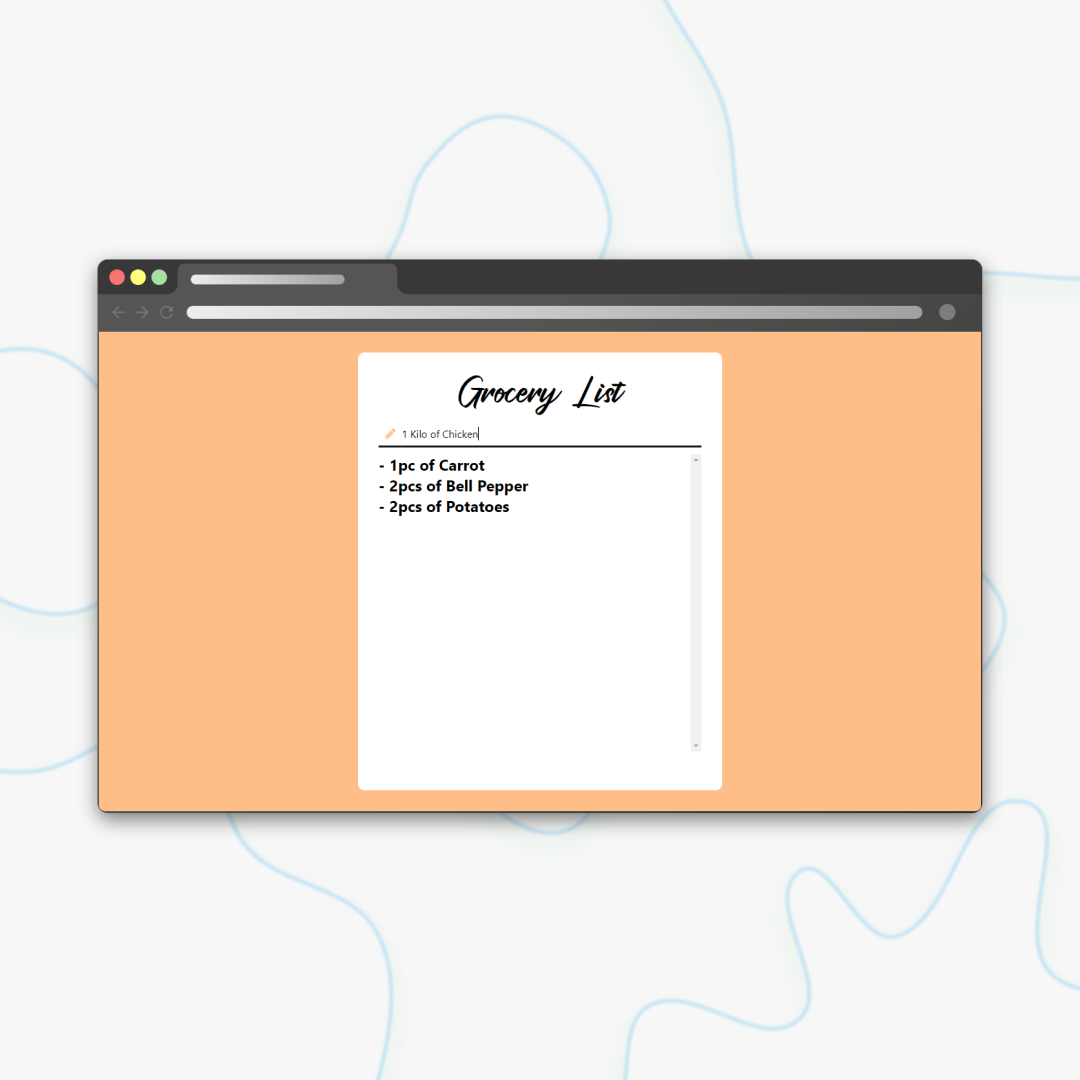 Grocery List
1 Kilo of Chicken
- 1pc of Carrot
- 2pcs of Bell Pepper
- 2pcs of Potatoes